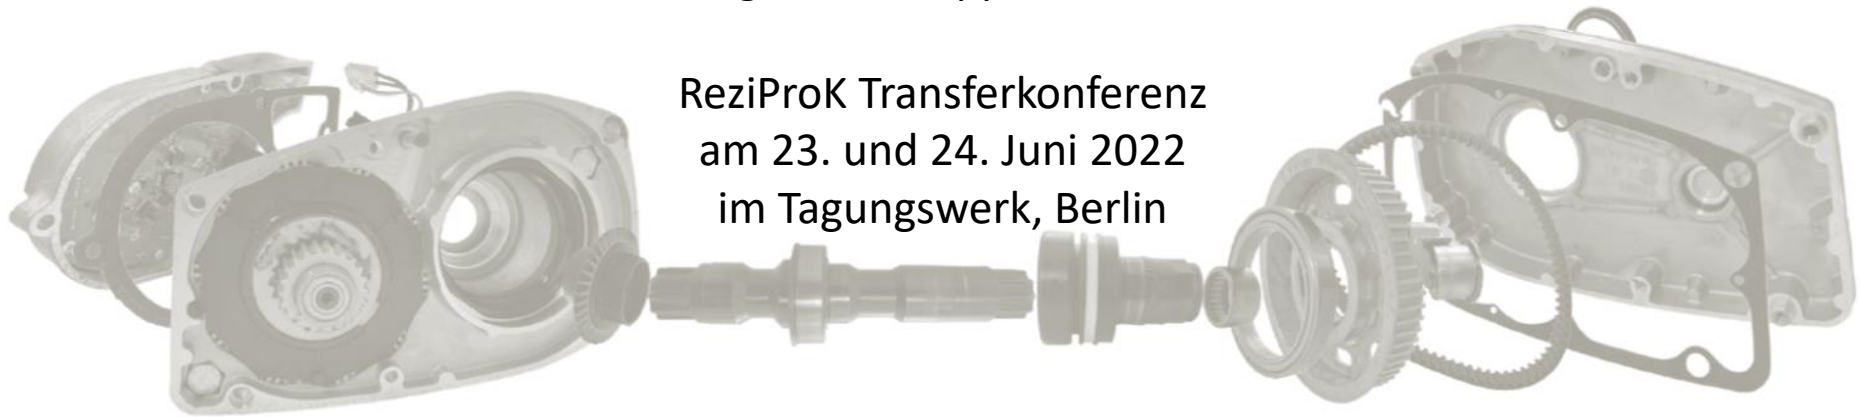 ReziProK Transferkonferenz
am 23. und 24. Juni 2022
im Tagungswerk, Berlin